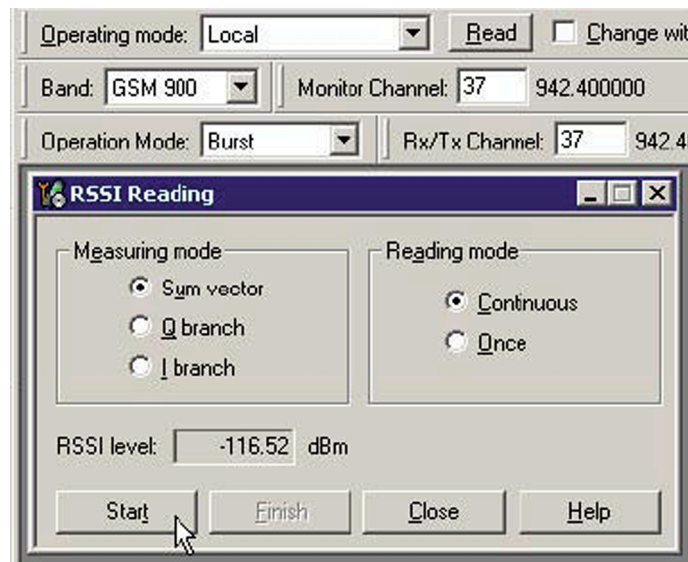 Operating mode: Local Read Change wit
Band: GSM 900 Monitor Channel: 37 942.400000
Operation Mode: Burst Rx/Tx Channel: 37 942.4
RSSI Reading
Measuring mode Reading mode
Sum vector
Continuous
Q branch
Once
I branch
RSSI level: -116.52 dBm
Start Finish Close Help